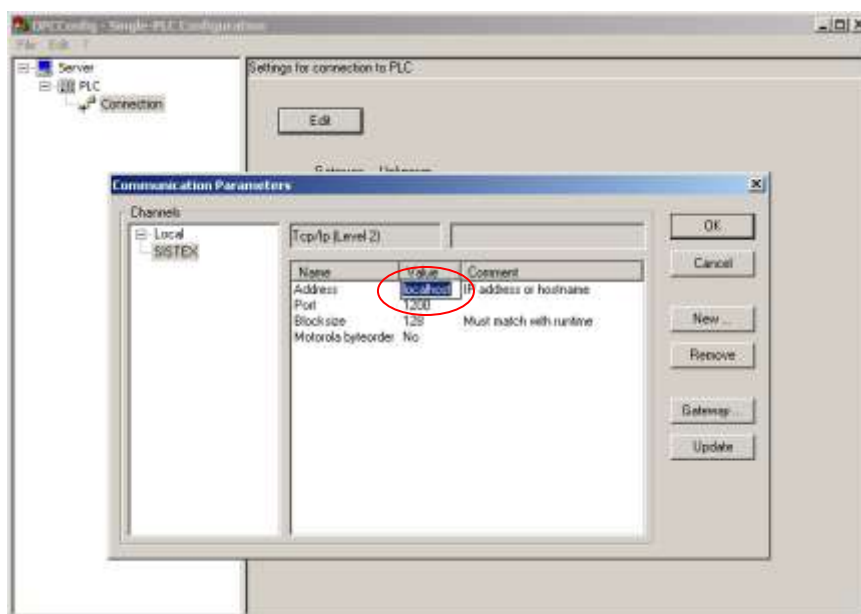 OPCConfig - Single-PLC Configuration
File Edit ?
Server
PLC
Connection
Settings for connection to PLC
Edit
Gateway Unknown
Communication Parameters
Channels
Local
SISTEX
Tcp/Ip (Level 2)
Name Value Comment
Address localhost IP address or hostname
Port 1200
Blocksize 128 Must match with runtime
Motorola byteorder No
OK
Cancel
New ...
Remove
Gateway ...
Update